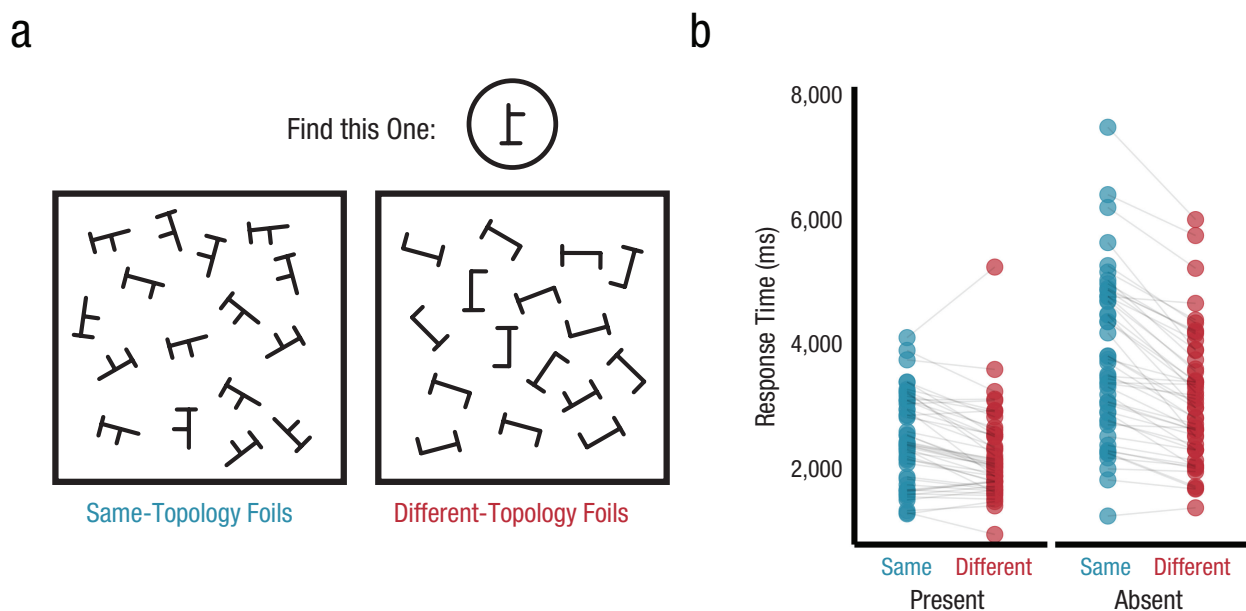 a
Find this One:
Same-Topology Foils
Different-Topology Foils
b
Response Time (ms)
8,000
6,000
4,000
2,000
Same Different Same Different
Present Absent